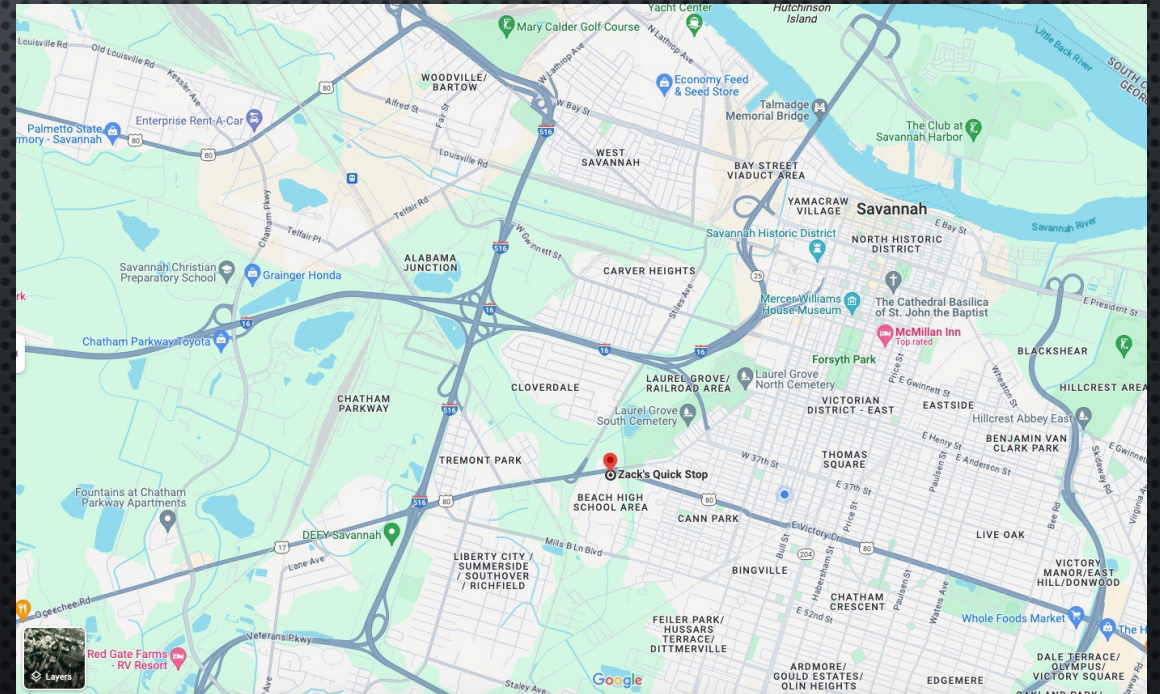 Yacht Center
Hutchinson
Island
Mary Calder Golf Course
N Lathrop Ave
Little Back River
Louisville Rd
Old Louisville Rd
W Lathrop Ave
Kessler Ave
WOODVILLE/
BARTOW
Economy Feed
& Seed Store
80
Alfred St
Fair St
W Bay St
Talmadge
Memorial Bridge
Enterprise Rent-A-Car
Palmetto State
rmory - Savannah
80
80
516
The Club at
Savannah Harbor
Louisville Rd
WEST
SAVANNAH
BAY STREET
VIADUCT AREA
Chatham Pkwy
Telfair Rd
Telfair Pl
YAMACRAW
VILLAGE
Savannah
E Bay St
Savannah River
Savannah Historic District
NORTH HISTORIC
DISTRICT
516
W Gwinnett St
ALABAMA
JUNCTION
CARVER HEIGHTS
Stiles Ave
25
Savannah Christian
Preparatory School
Grainger Honda
rk
Mercer Williams
House Museum
The Cathedral Basilica
of St. John the Baptist
E President St
16
16
Chatham Parkway Toyota
McMillan Inn
Top rated
16
16
Forsyth Park
Price St
BLACKSHEAR
Wheaton St
CLOVERDALE
LAUREL GROVE/
RAILROAD AREA
Laurel Grove
North Cemetery
E Gwinnett St
HILLCREST AREA
CHATHAM
PARKWAY
516
Laurel Grove
South Cemetery
VICTORIAN
DISTRICT - EAST
EASTSIDE
Hillcrest Abbey East
E Henry St
BENJAMIN VAN
CLARK PARK
E Gwinnett
E Anderson St
TREMONT PARK
W 37th St
THOMAS
SQUARE
Paulsen St
Skidaway Rd
Zack's Quick Stop
E 37th St
Virginia Ave
Fountains at Chatham
Parkway Apartments
516
80
BEACH HIGH
SCHOOL AREA
80
CANN PARK
Price St
Bee Rd
DEFY Savannah
E Victory Dr
LIVE OAK
17
Mills B Ln Blvd
Bull St
204
80
Lane Ave
LIBERTY CITY /
SUMMERSIDE
/ SOUTHOVER
/ RICHFIELD
BINGVILLE
Habersham St
Paulsen St
Waters Ave
VICTORY
MANOR/EAST
HILL/DONWOOD
CHATHAM
CRESCENT
Ogeechee Rd
E 52nd St
Whole Foods Market
The H
Veterans Pkwy
FEILER PARK/
HUSSARS
TERRACE/
DITTMERVILLE
Red Gate Farms
- RV Resort
Layers
Google
Staley Ave
ARDMORE/
GOULD ESTATES/
OLIN HEIGHTS
EDGEMERE
DALE TERRACE/
OLYMPUS/
VICTORY SQUARE